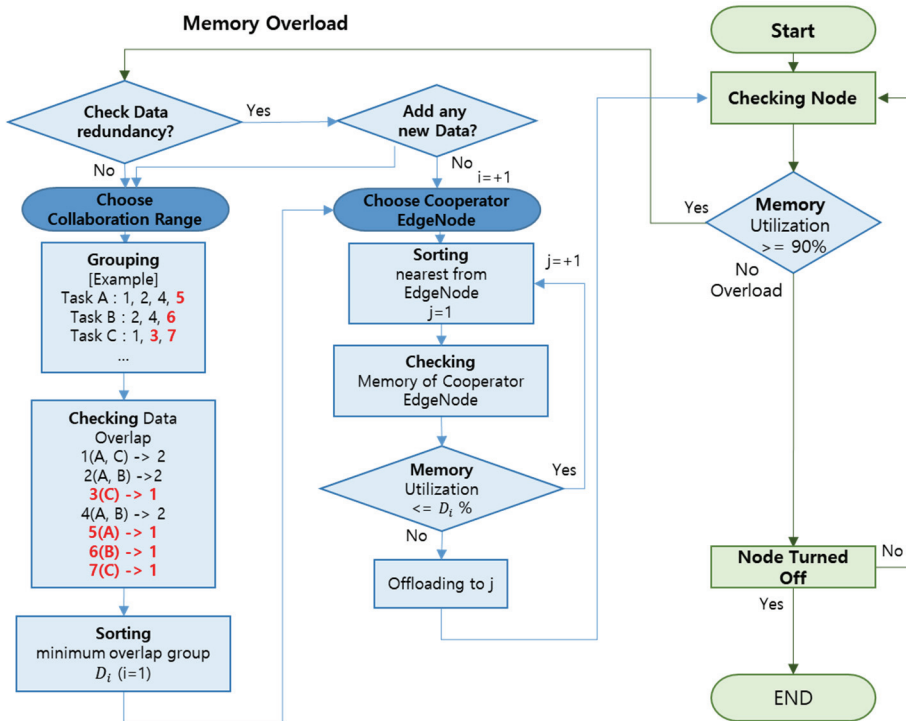 Memory Overload
Start
Checking Node
Check Data
redundancy?
Yes
Add any
new Data?
No
No
i=+1
Choose
Collaboration Range
Choose Cooperator
EdgeNode
Yes
Memory
Utilization
>= 90%
No
Overload
Grouping
[Example]
Task A : 1, 2, 4, 5
Task B : 2, 4, 6
Task C : 1, 3, 7
...
Sorting
nearest from
EdgeNode
j=1
j=+1
Checking
Memory of Cooperator
EdgeNode
Checking Data
Overlap
1(A, C) -> 2
2(A, B) ->2
3(C) -> 1
4(A, B) -> 2
5(A) -> 1
6(B) -> 1
7(C) -> 1
Memory
Utilization
<= Di %
Yes
No
Offloading to j
Node Turned
Off
No
Yes
Sorting
minimum overlap group
Di (i=1)
END